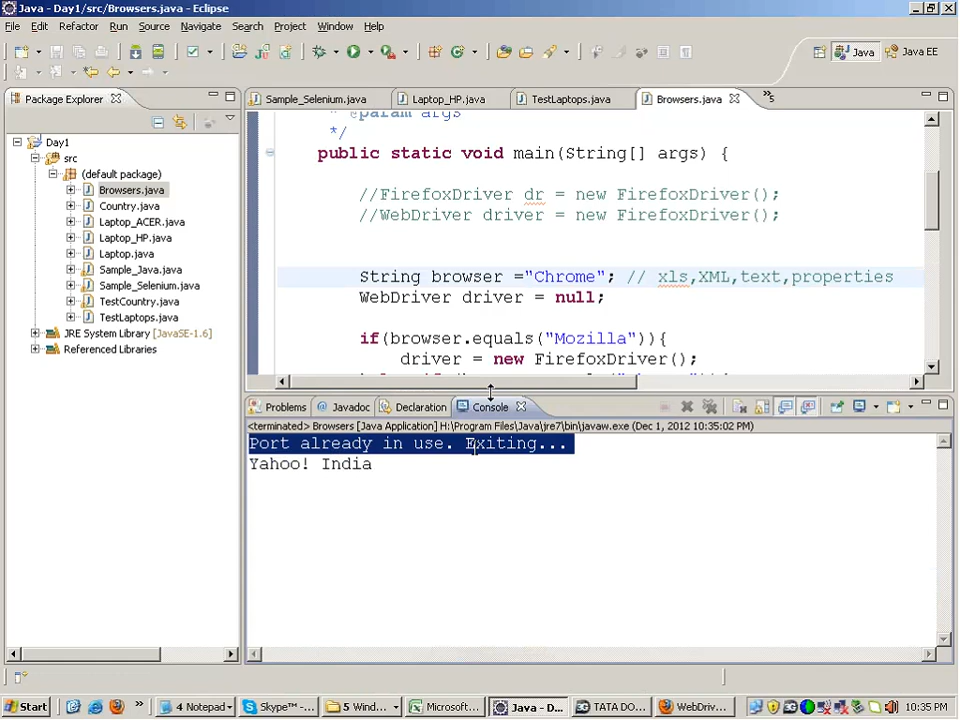 Java - Day1/src/Browsers.java - Eclipse
File Edit Refactor Run Source Navigate Search Project Window Help
Java Java EE
Package Explorer
Sample_Selenium.java Laptop_HP.java TestLaptops.java Browsers.java »5
Day1
src
(default package)
Browsers.java
Country.java
Laptop_ACER.java
Laptop_HP.java
Laptop.java
Sample_Java.java
Sample_Selenium.java
TestCountry.java
TestLaptops.java
JRE System Library [JavaSE-1.6]
Referenced Libraries
* @param args
*/
public static void main(String[] args) {
//FirefoxDriver dr = new FirefoxDriver();
//WebDriver driver = new FirefoxDriver();
String browser ="Chrome"; // xls,XML,text,properties
WebDriver driver = null;
if(browser.equals("Mozilla")){
driver = new FirefoxDriver();
Problems Javadoc Declaration Console
<terminated> Browsers [Java Application] H:\Program Files\Java\jre7\bin\javaw.exe (Dec 1, 2012 10:35:02 PM)
Port already in use. Exiting...
Yahoo! India
Start » 4 Notepad Skype™ -... 5 Wind... Microsoft... Java - D... TATA DO... WebDriv... 10:35 PM